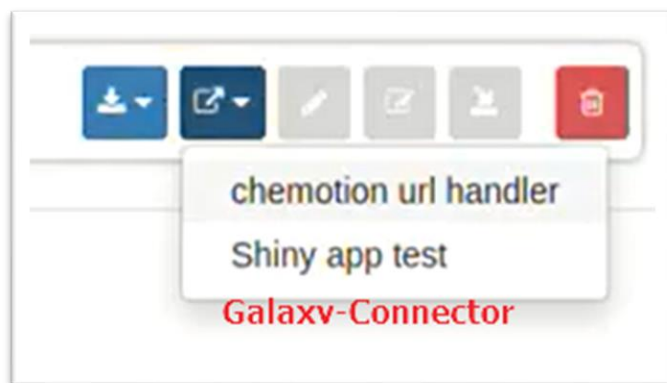 chemotion url handler
Shiny app test
Galaxy-Connector